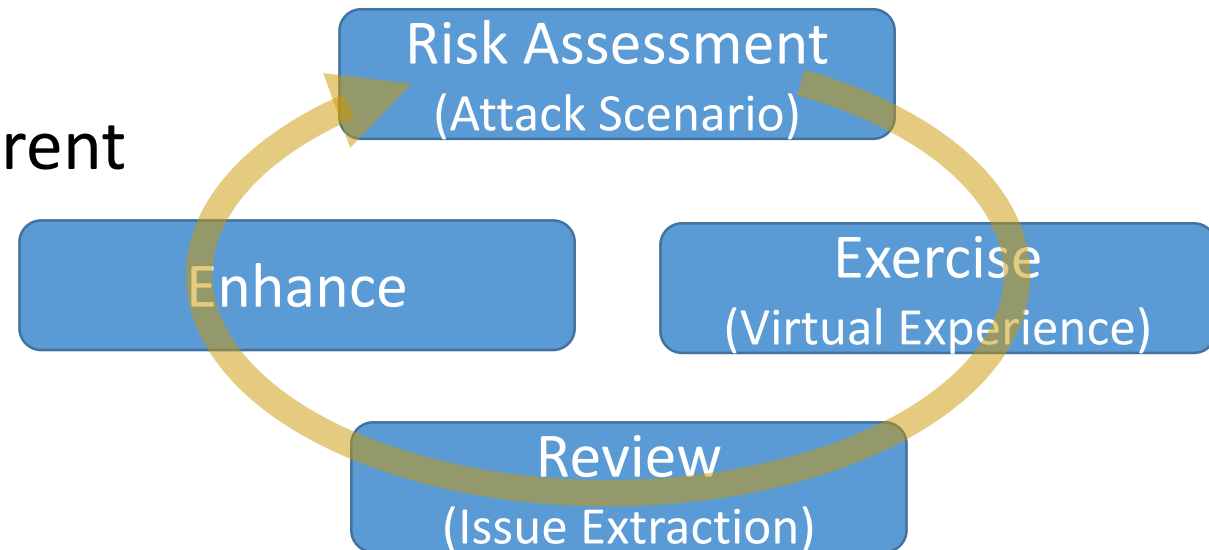 Risk Assessment
(Attack Scenario)
rent
Enhance
Exercise
(Virtual Experience)
Review
(Issue Extraction)